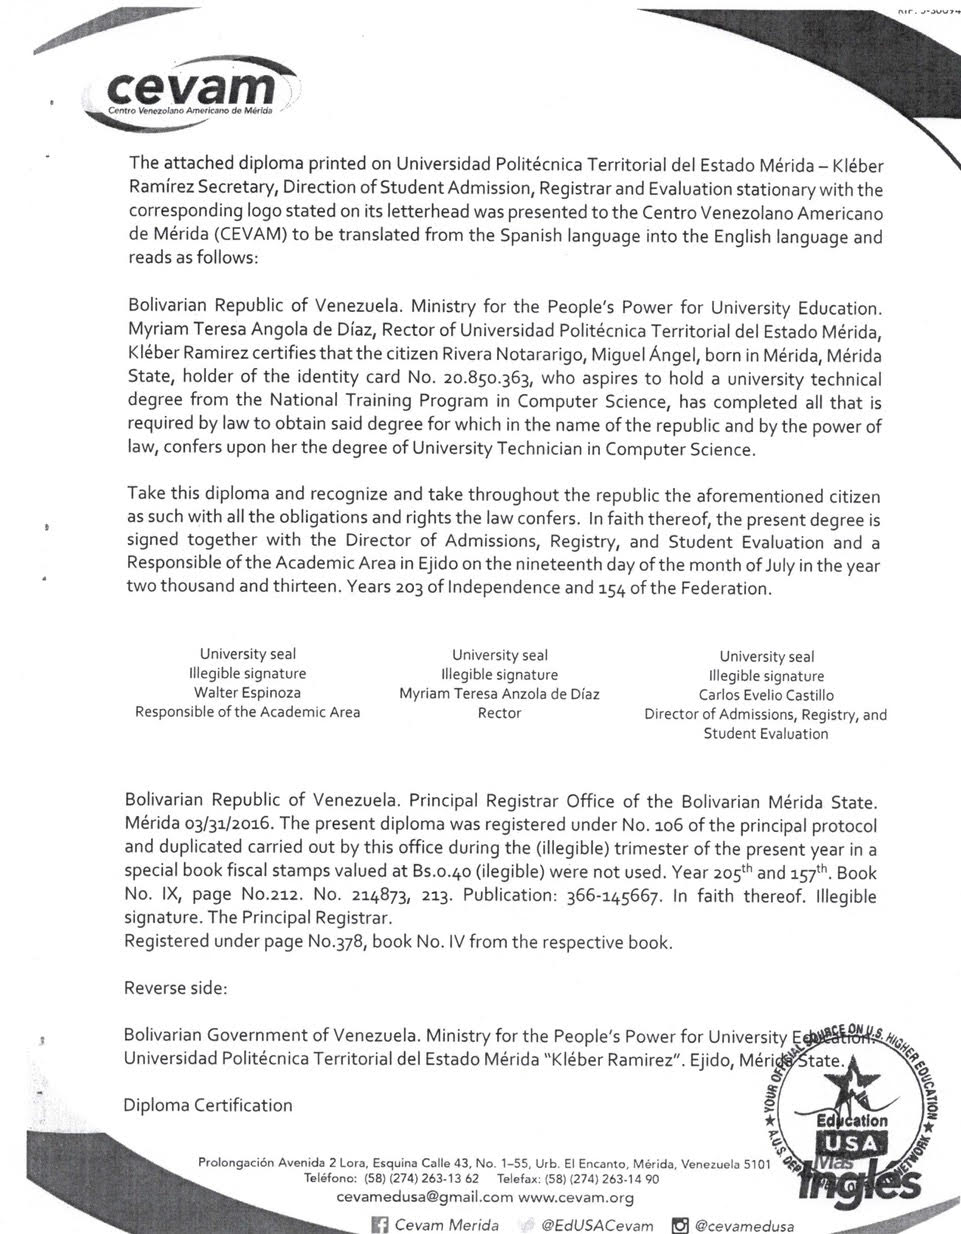 cevam
Centro Venezolano Americano de Mérida
The attached diploma printed on Universidad Politécnica Territorial del Estado Mérida – Kléber
Ramírez Secretary, Direction of Student Admission, Registrar and Evaluation stationary with the
corresponding logo stated on its letterhead was presented to the Centro Venezolano Americano
de Mérida (CEVAM) to be translated from the Spanish language into the English language and
reads as follows:
Bolivarian Republic of Venezuela. Ministry for the People's Power for University Education.
Myriam Teresa Angola de Díaz, Rector of Universidad Politécnica Territorial del Estado Mérida,
Kléber Ramirez certifies that the citizen Rivera Notararigo, Miguel Ángel, born in Mérida, Mérida
State, holder of the identity card No. 20.850.363, who aspires to hold a university technical
degree from the National Training Program in Computer Science, has completed all that is
required by law to obtain said degree for which in the name of the republic and by the power of
law, confers upon her the degree of University Technician in Computer Science.
Take this diploma and recognize and take throughout the republic the aforementioned citizen
as such with all the obligations and rights the law confers. In faith thereof, the present degree is
signed together with the Director of Admissions, Registry, and Student Evaluation and a
Responsible of the Academic Area in Ejido on the nineteenth day of the month of July in the year
two thousand and thirteen. Years 203 of Independence and 154 of the Federation.
University seal
Illegible signature
Walter Espinoza
Responsible of the Academic Area
University seal
Illegible signature
Myriam Teresa Anzola de Díaz
Rector
University seal
Illegible signature
Carlos Evelio Castillo
Director of Admissions, Registry, and
Student Evaluation
Bolivarian Republic of Venezuela. Principal Registrar Office of the Bolivarian Mérida State.
Mérida 03/31/2016. The present diploma was registered under No. 106 of the principal protocol
and duplicated carried out by this office during the (illegible) trimester of the present year in a
special book fiscal stamps valued at Bs.0.40 (ilegible) were not used. Year 205th and 157th. Book
No. IX, page No.212. No. 214873, 213. Publication: 366-145667. In faith thereof. Illegible
signature. The Principal Registrar.
Registered under page No.378, book No. IV from the respective book.
Reverse side:
Bolivarian Government of Venezuela. Ministry for the People's Power for University Education.
Universidad Politécnica Territorial del Estado Mérida "Kléber Ramirez". Ejido, Mérida State.
Diploma Certification
YOUR OFFICIAL SOURCE ON U.S. HIGHER EDUCATION
Education
USA
A U.S. NETWORK
Más
Inglés
Prolongación Avenida 2 Lora, Esquina Calle 43, No. 1-55, Urb. El Encanto, Mérida, Venezuela 5101
Teléfono: (58) (274) 263-13 62 Telefax: (58) (274) 263-14 90
cevamedusa@gmail.com www.cevam.org
Cevam Merida @EdUSACevam @cevamedusa